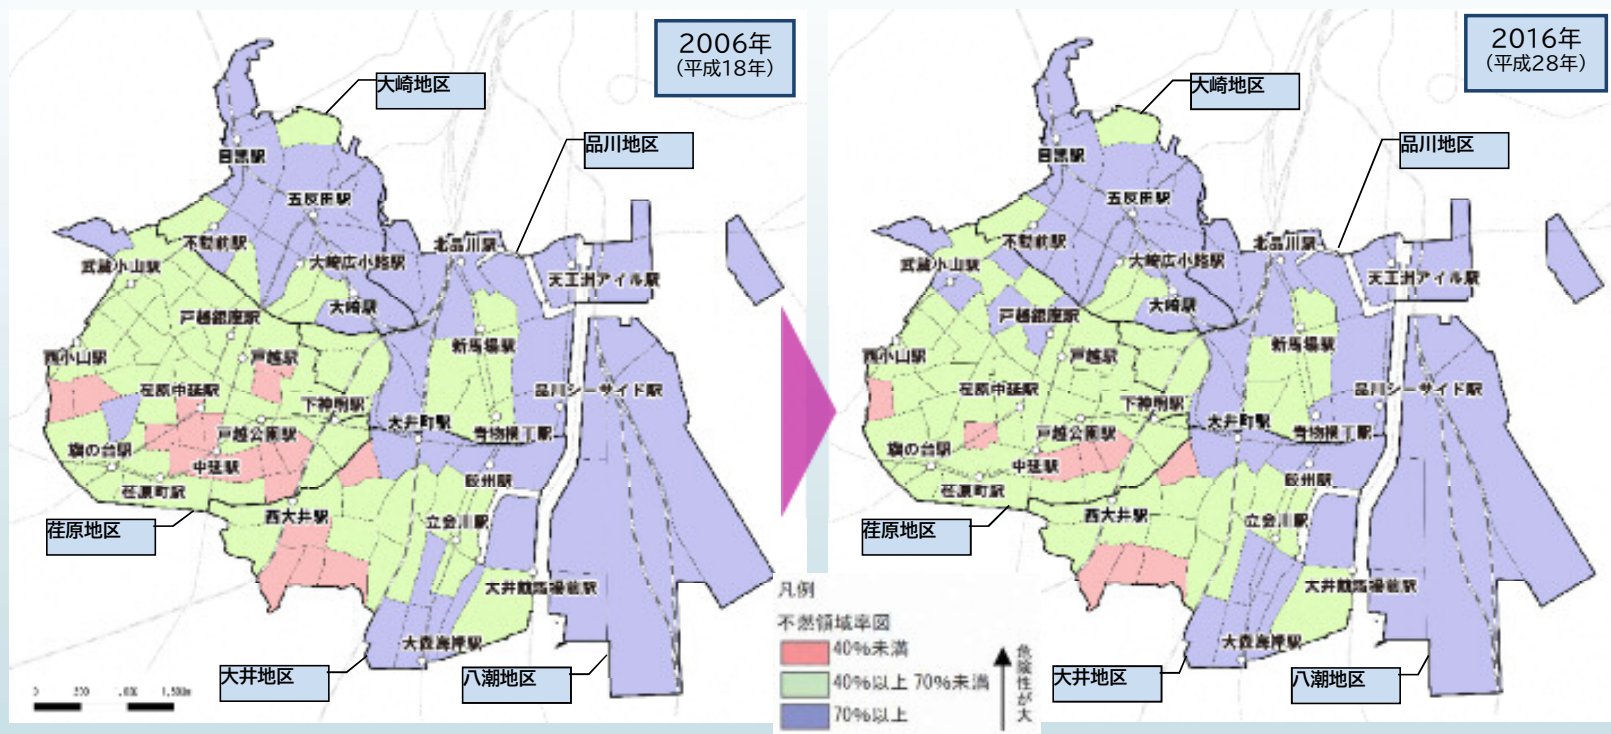 2006年
（平成18年）
大崎地区
品川地区
目黒駅
五反田駅
不動前駅
北品川駅
武蔵小山駅
大崎広小路駅
天王洲アイル駅
大崎駅
戸越銀座駅
新馬場駅
西小山駅
戸越駅
荏原中延駅
品川シーサイド駅
下神明駅
大井町駅
戸越公園駅
青物横丁駅
旗の台駅
中延駅
荏原町駅
鮫州駅
西大井駅
立会川駅
荏原地区
大井競馬場前駅
大森海岸駅
大井地区
八潮地区
0 500 1,000 1,500m
2016年
（平成28年）
大崎地区
品川地区
目黒駅
五反田駅
不動前駅
北品川駅
武蔵小山駅
大崎広小路駅
天王洲アイル駅
大崎駅
戸越銀座駅
新馬場駅
西小山駅
戸越駅
荏原中延駅
品川シーサイド駅
下神明駅
大井町駅
戸越公園駅
青物横丁駅
旗の台駅
中延駅
荏原町駅
鮫州駅
西大井駅
立会川駅
荏原地区
大井競馬場前駅
大森海岸駅
大井地区
八潮地区
凡例
不燃領域率図
40%未満
40%以上 70%未満
70%以上
危険性が大